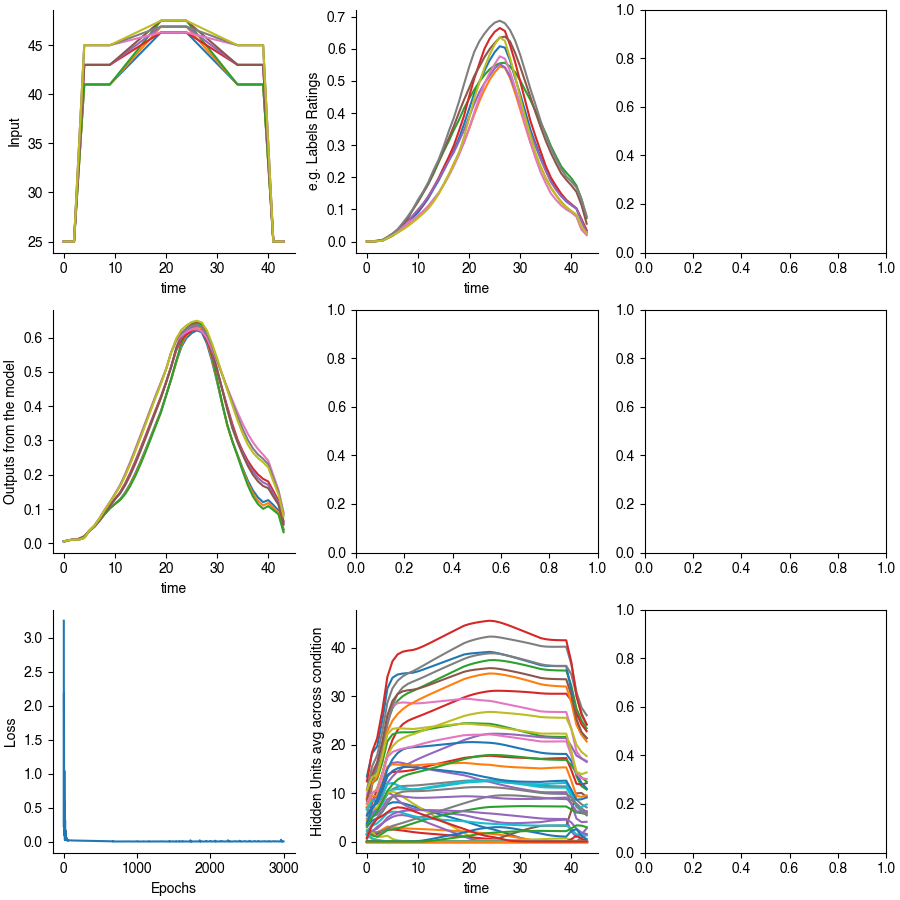 45
40
35
30
25
Input
0 10 20 30 40
time
0.7
0.6
0.5
0.4
0.3
0.2
0.1
0.0
e.g. Labels Ratings
0 10 20 30 40
time
1.0
0.8
0.6
0.4
0.2
0.0
0.0 0.2 0.4 0.6 0.8 1.0
0.6
0.5
0.4
0.3
0.2
0.1
0.0
Outputs from the model
0 10 20 30 40
time
1.0
0.8
0.6
0.4
0.2
0.0
0.0 0.2 0.4 0.6 0.8 1.0
1.0
0.8
0.6
0.4
0.2
0.0
0.0 0.2 0.4 0.6 0.8 1.0
3.0
2.5
2.0
1.5
1.0
0.5
0.0
Loss
0 1000 2000 3000
Epochs
40
30
20
10
0
Hidden Units avg across condition
0 10 20 30 40
time
1.0
0.8
0.6
0.4
0.2
0.0
0.0 0.2 0.4 0.6 0.8 1.0